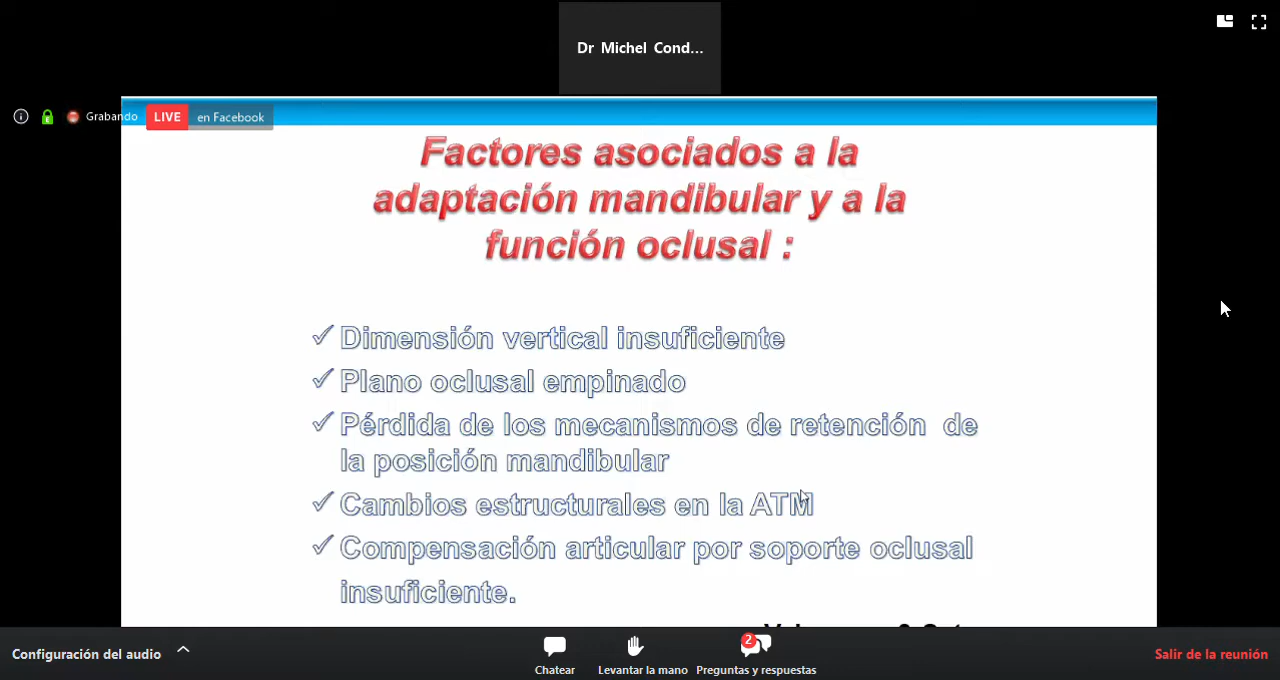 Dr Michel Cond...
Grabando
LIVE en Facebook
Factores asociados a la
adaptación mandibular y a la
función oclusal :
Dimensión vertical insuficiente
Plano oclusal empinado
Pérdida de los mecanismos de retención de
la posición mandibular
Cambios estructurales en la ATM
Compensación articular por soporte oclusal
insuficiente.
Configuración del audio
Chatear
Levantar la mano
2
Preguntas y respuestas
Salir de la reunión